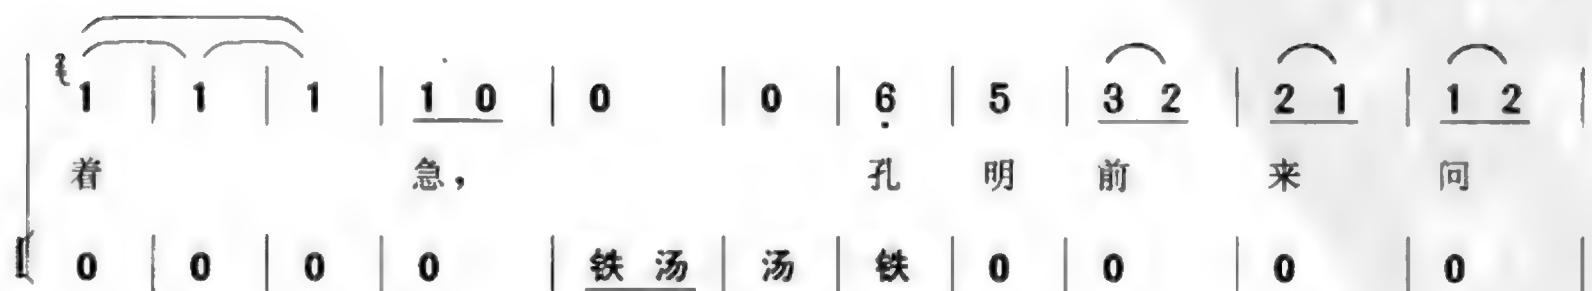 1 | 1 | 1 | 1 0 | 0 | 0 | 6 | 5 | 3 2 | 2 1 | 1 2 |
着 急， 孔 明 前 来 问
0 | 0 | 0 | 0 | 铁 汤 | 汤 | 铁 | 0 | 0 | 0 | 0 |